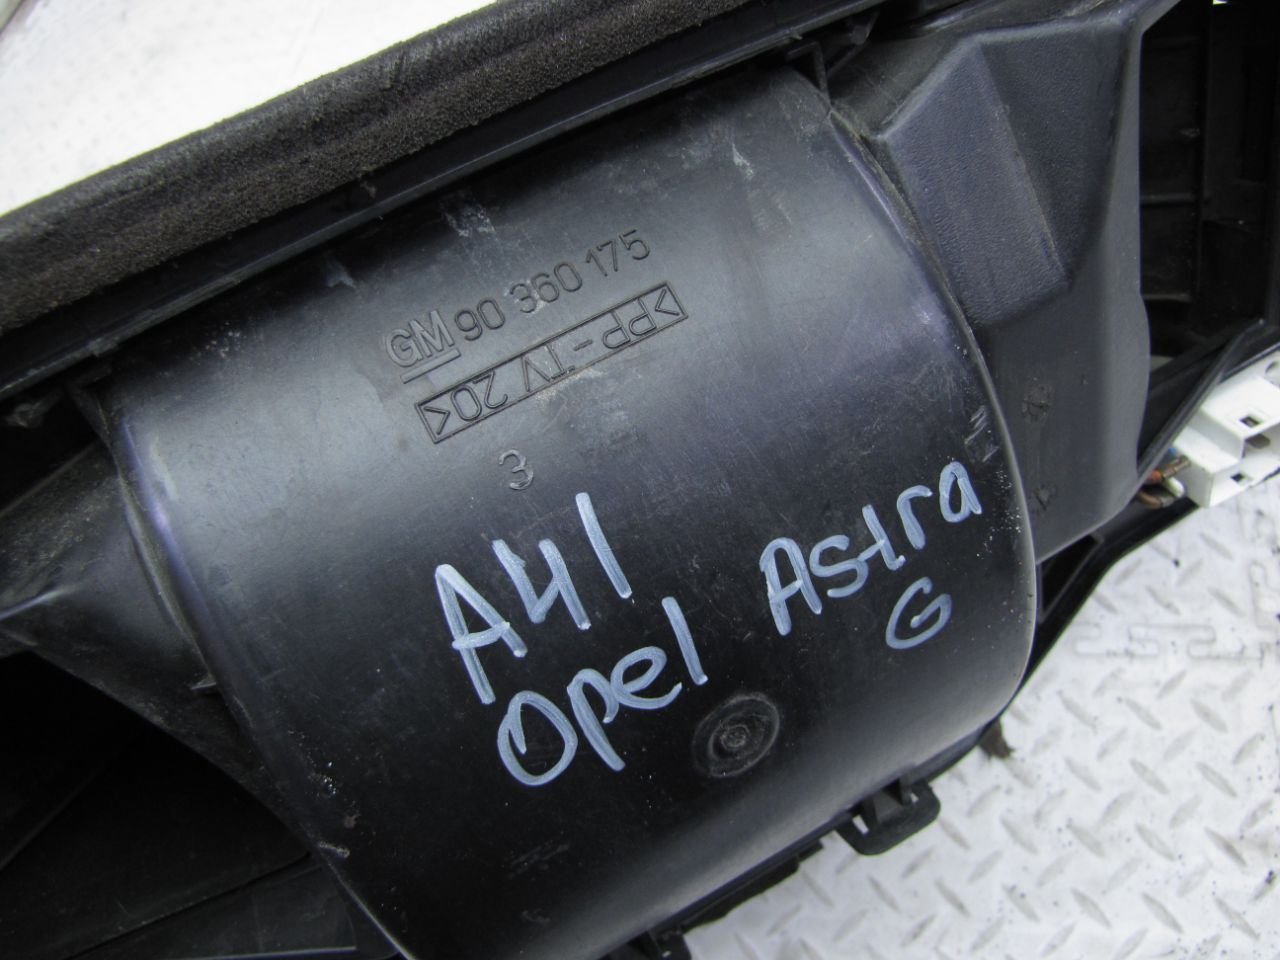 GM 90 360 175
>PP-TV 20<
3
A41
Opel Astra
G